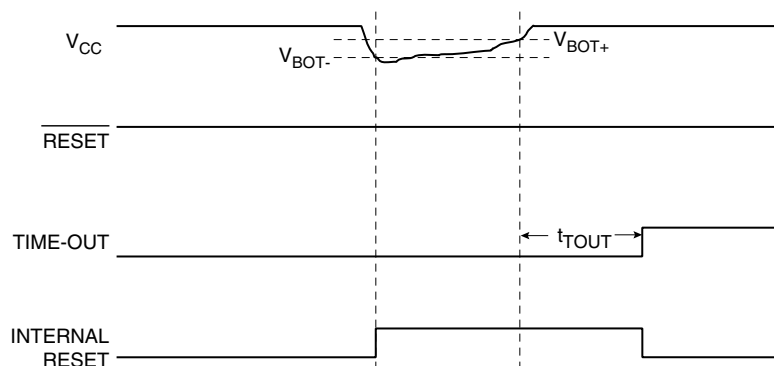 VCC
VBOT-
VBOT+
RESET
TIME-OUT
tTOUT
INTERNAL
RESET